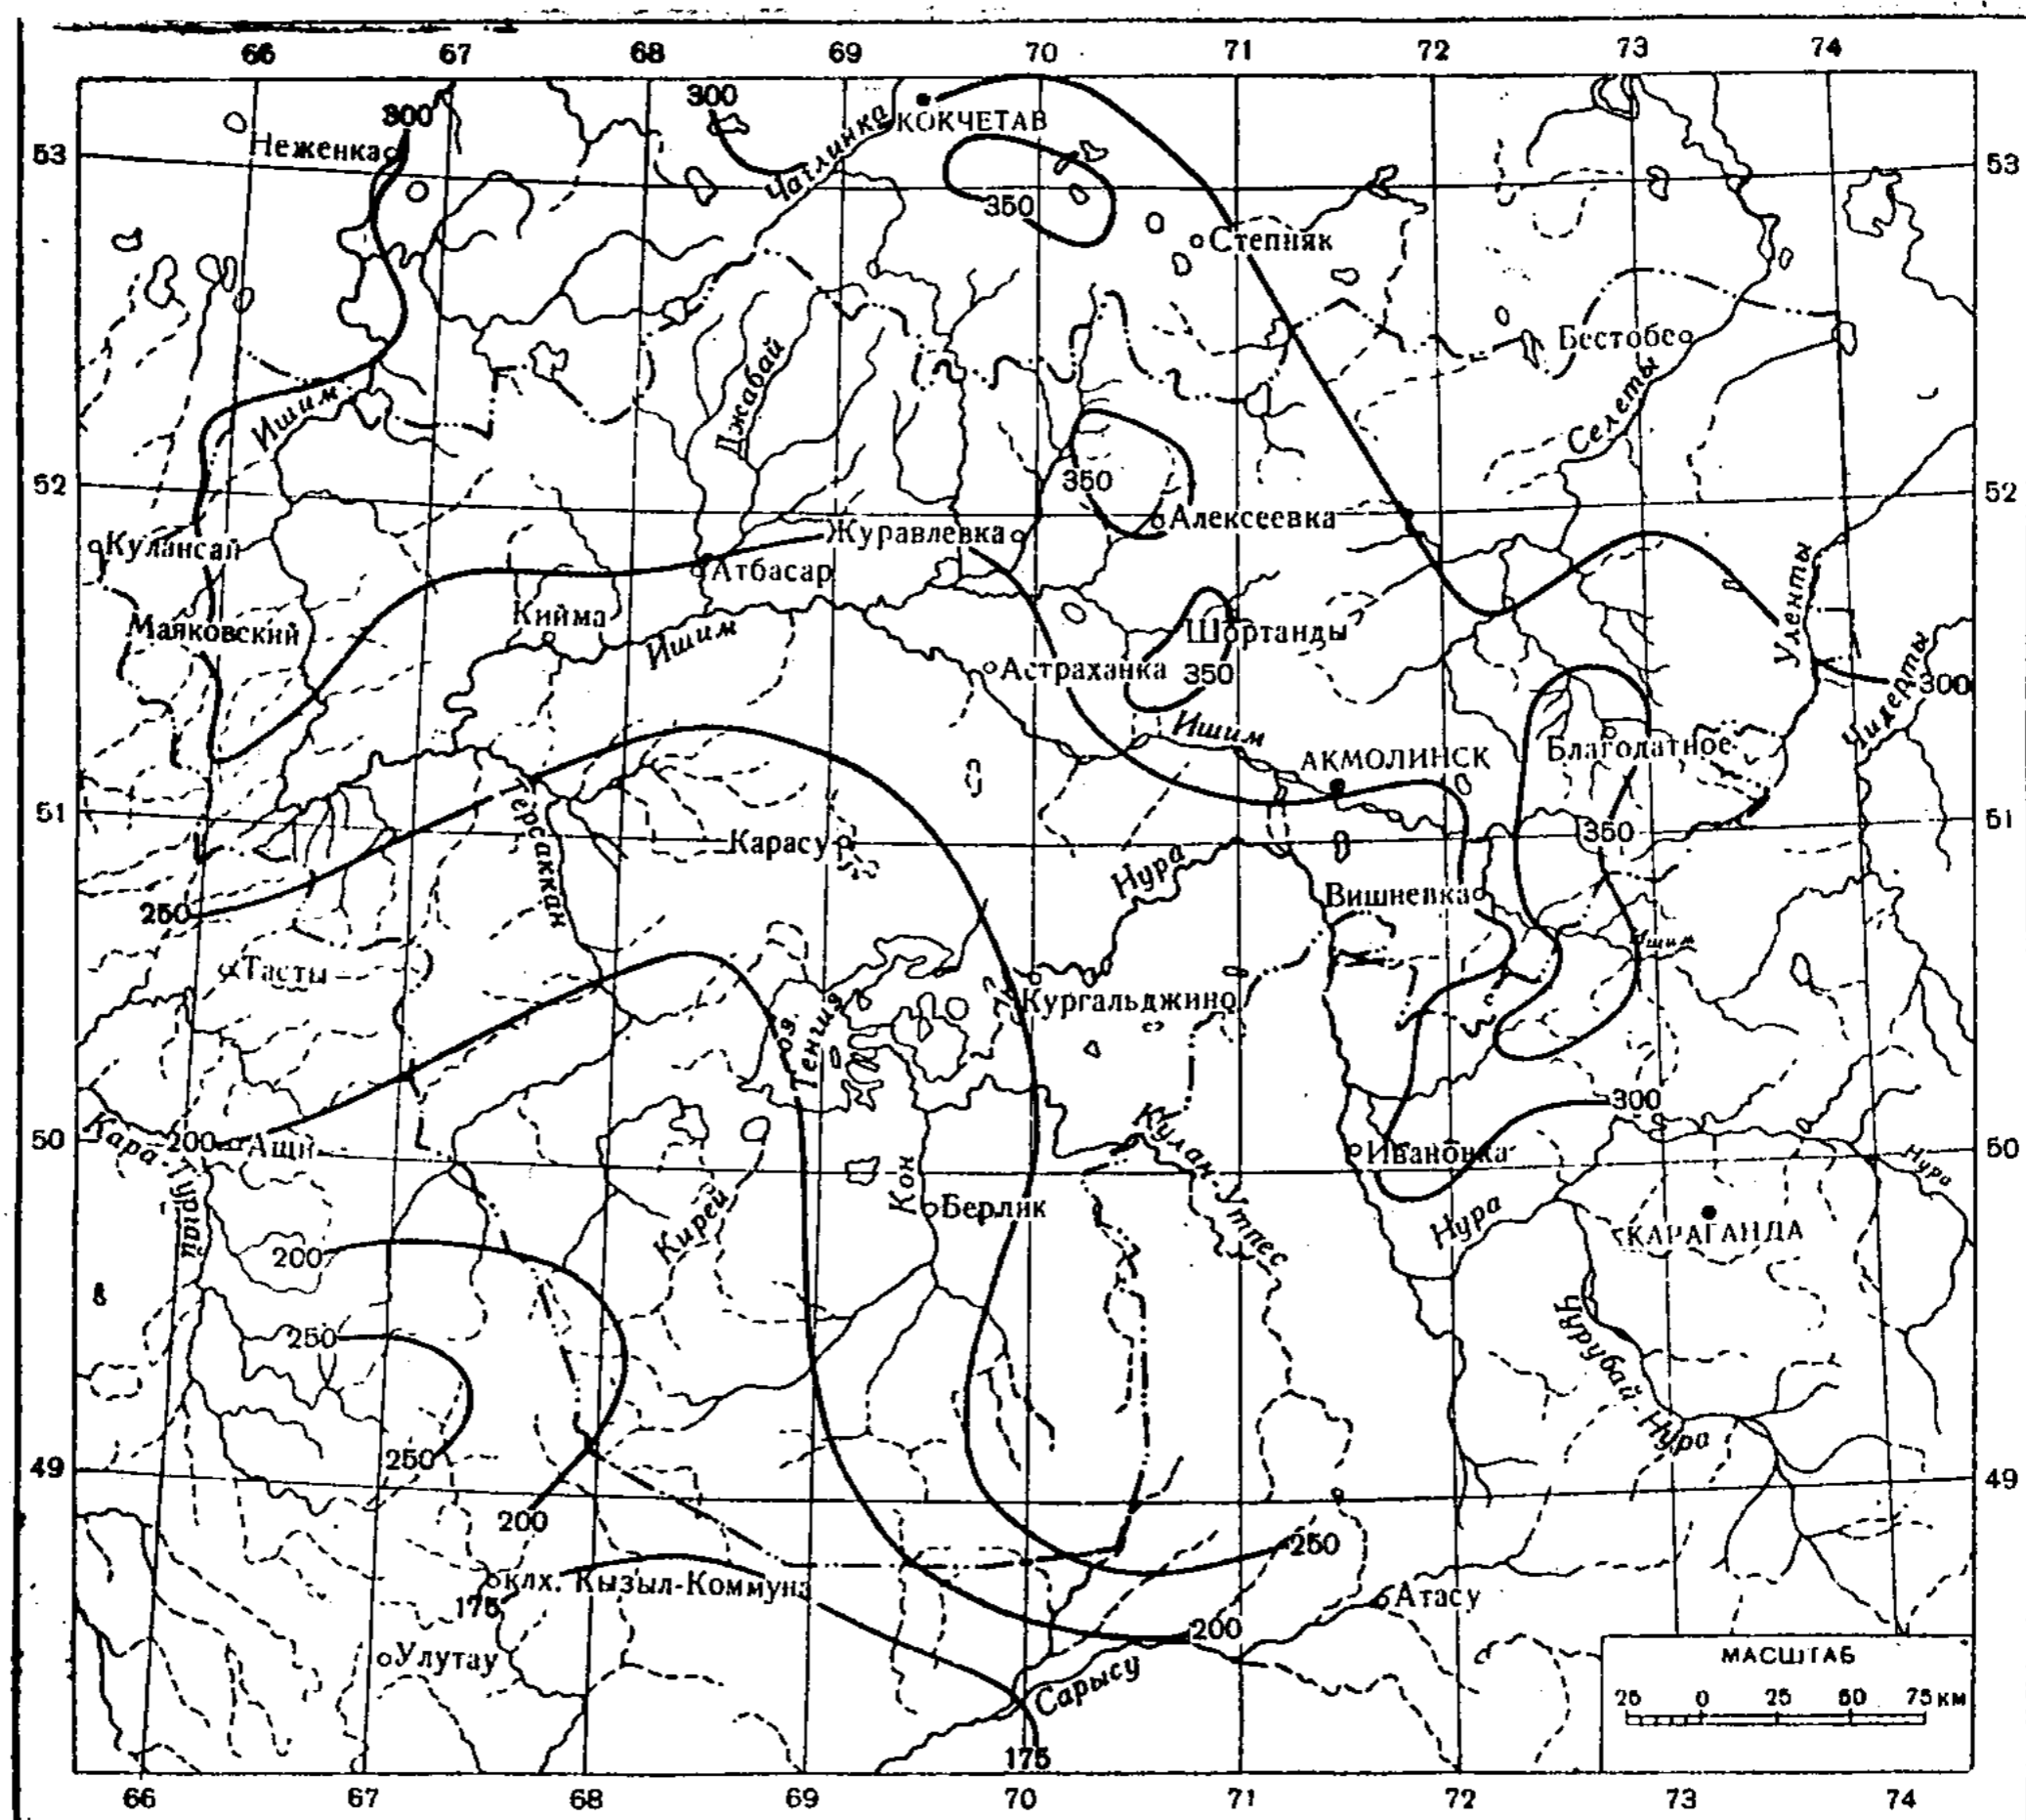 66 67 68 69 70 71 72 73 74
300
300
КОКЧЕТАВ
Неженка
53
53
Чаглинка
350
Степняк
Бестобе
Джабай
Ишим
Селеты
350
52
52
Журавлевка
Алексеевка
Кулансай
Атбасар
Уленты
Кийма
Маяковский
Ишим
Шортанды
Астраханка
350
300
Чидерты
Ишим
Благодатное
АКМОЛИНСК
51
51
Терсаккан
Карасу
350
Нура
Вишневка
250
Ишим
Тасты
Кургальджино
оз. Тенгиз
300
50
50
Кара-Тургай
200
Ащи
Кулан-Утпес
Ивановка
Нура
Кон
Берлик
Кирей
Нура
КАРАГАНДА
200
250
Чурубай-Нура
250
49
49
200
250
клх. Кызыл-Коммуна
175
Атасу
200
Улутау
Сарысу
МАСШТАБ
25 0 25 50 75 км
175
66 67 68 69 70 71 72 73 74